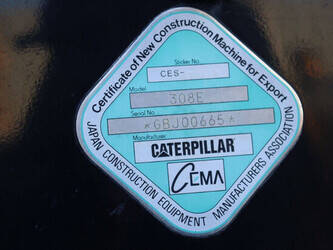 Certificate of New Construction Machine for Export
Sticker No.
CES-
Model
308E
Serial No.
*GBJ00665*
Manufacturer
CATERPILLAR
CEMA
JAPAN CONSTRUCTION EQUIPMENT MANUFACTURERS ASSOCIATION